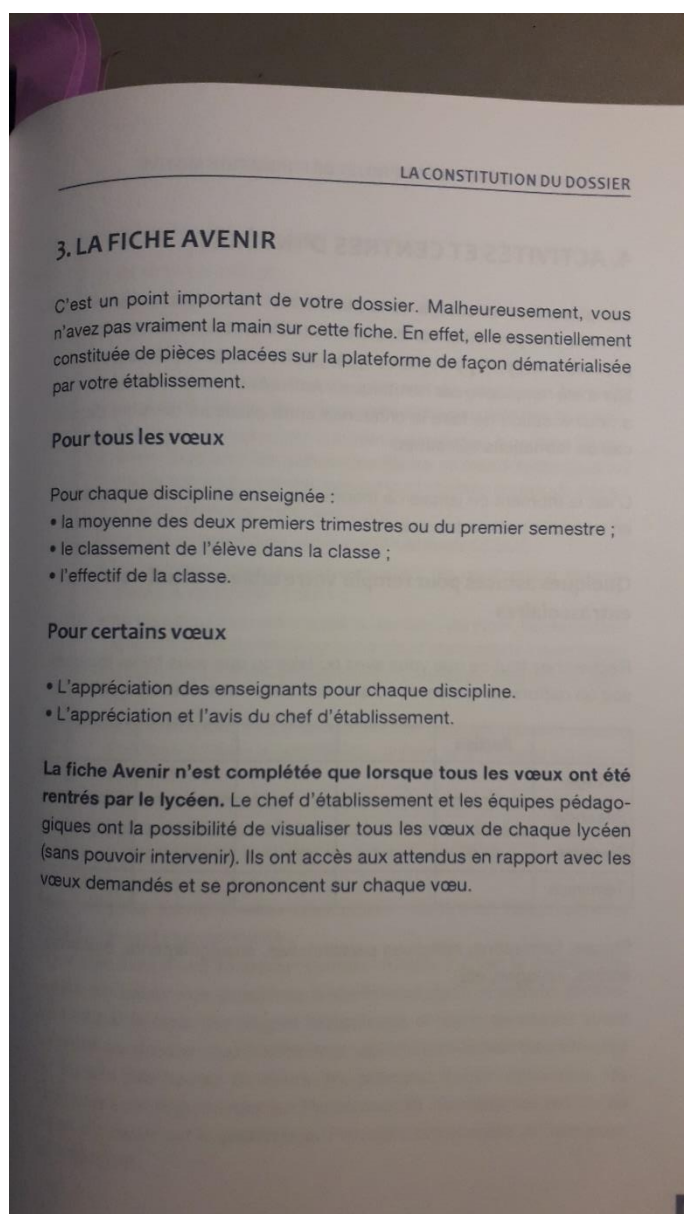 LA CONSTITUTION DU DOSSIER
3. LA FICHE AVENIR
C'est un point important de votre dossier. Malheureusement, vous
n'avez pas vraiment la main sur cette fiche. En effet, elle essentiellement
constituée de pièces placées sur la plateforme de façon dématérialisée
par votre établissement.
Pour tous les vœux
Pour chaque discipline enseignée :
• la moyenne des deux premiers trimestres ou du premier semestre ;
• le classement de l'élève dans la classe ;
• l'effectif de la classe.
Pour certains vœux
• L'appréciation des enseignants pour chaque discipline.
• L'appréciation et l'avis du chef d'établissement.
La fiche Avenir n'est complétée que lorsque tous les vœux ont été
rentrés par le lycéen. Le chef d'établissement et les équipes pédago-
giques ont la possibilité de visualiser tous les vœux de chaque lycéen
(sans pouvoir intervenir). Ils ont accès aux attendus en rapport avec les
vœux demandés et se prononcent sur chaque vœu.